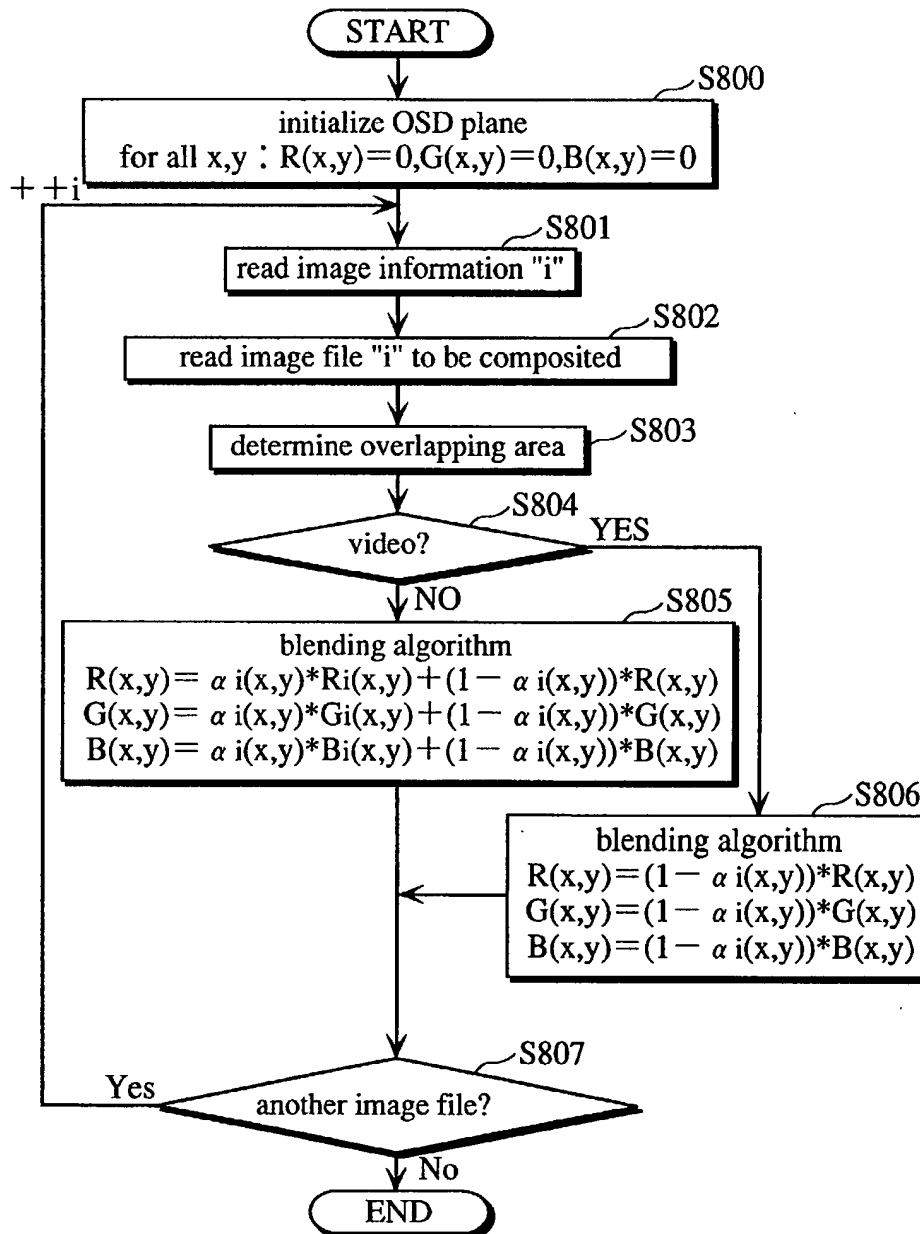 START
S800
initialize OSD plane
for all x,y : R(x,y)=0,G(x,y)=0,B(x,y)=0
++i
S801
read image information "i"
S802
read image file "i" to be composited
S803
determine overlapping area
S804
video?
YES
NO
S805
blending algorithm
R(x,y)= α i(x,y)*Ri(x,y)+(1- α i(x,y))*R(x,y)
G(x,y)= α i(x,y)*Gi(x,y)+(1- α i(x,y))*G(x,y)
B(x,y)= α i(x,y)*Bi(x,y)+(1- α i(x,y))*B(x,y)
S806
blending algorithm
R(x,y)=(1- α i(x,y))*R(x,y)
G(x,y)=(1- α i(x,y))*G(x,y)
B(x,y)=(1- α i(x,y))*B(x,y)
S807
Yes
another image file?
No
END